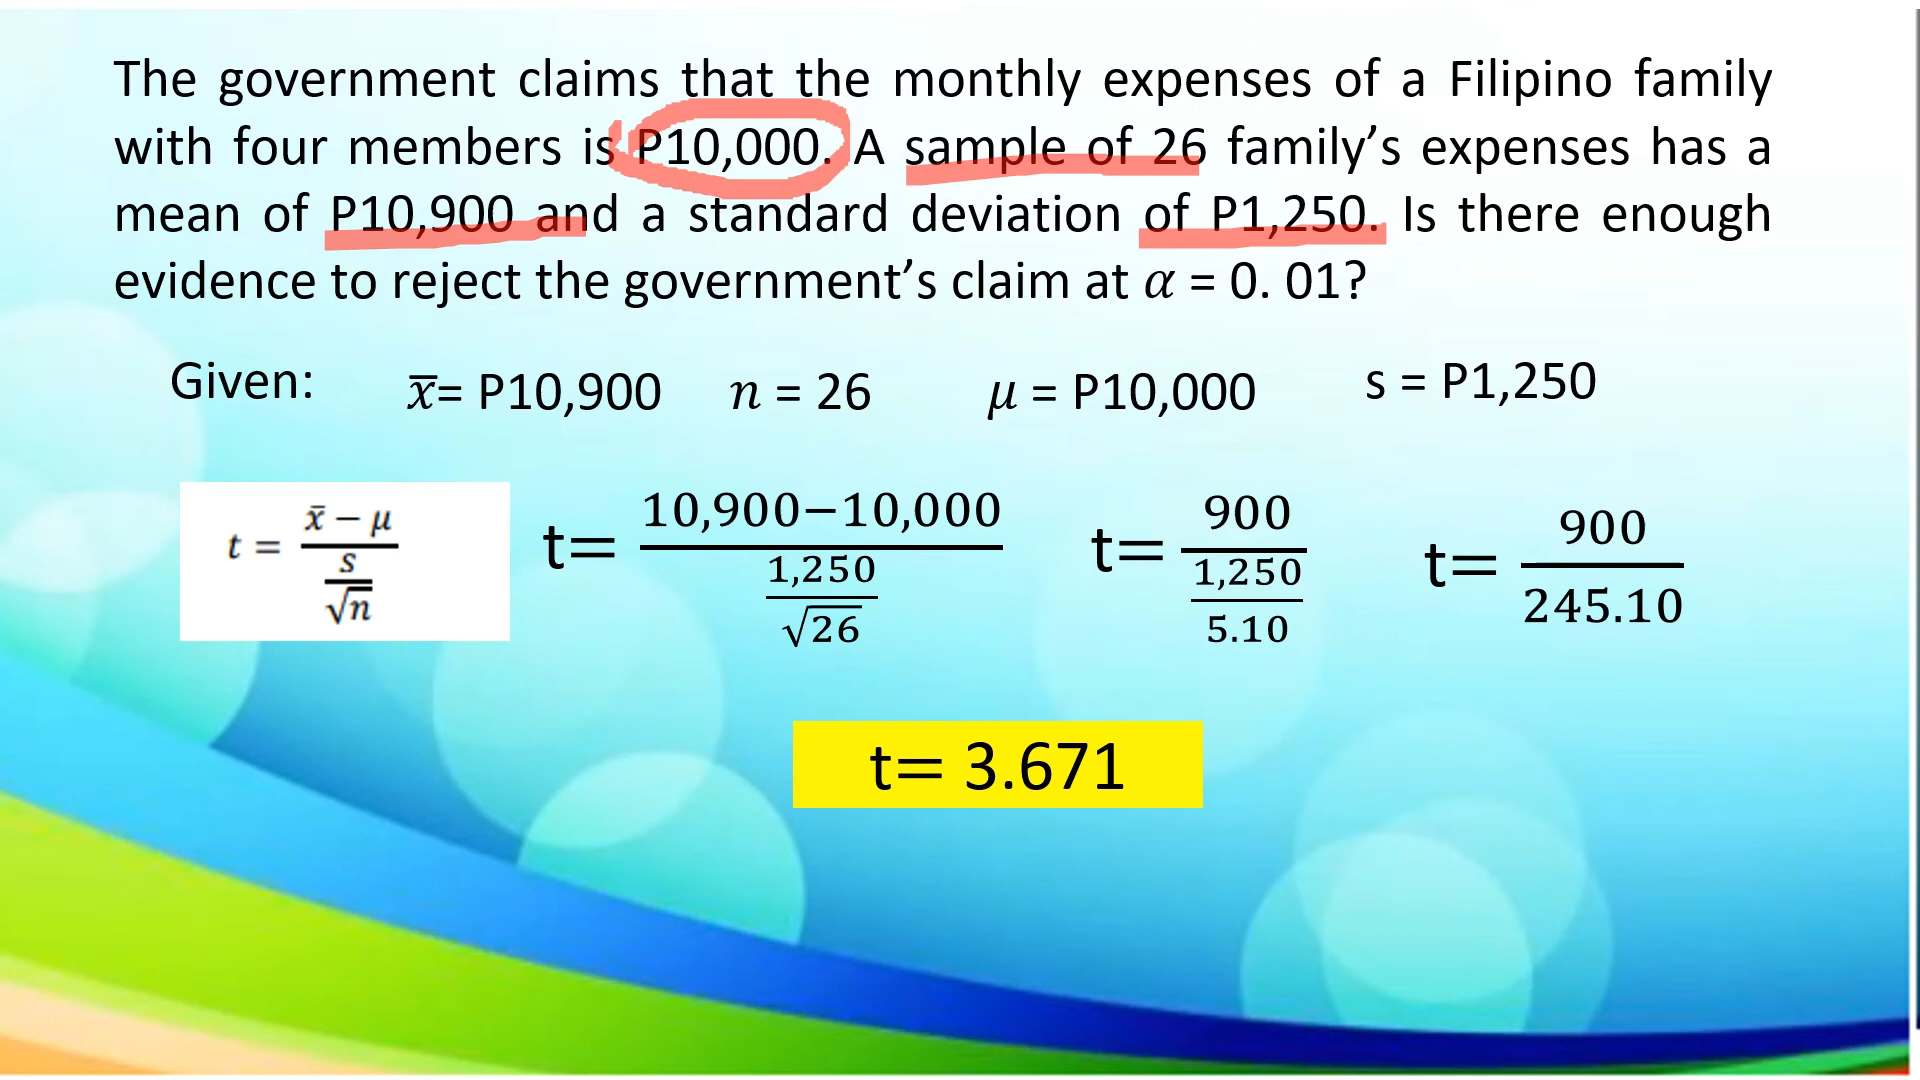 The government claims that the monthly expenses of a Filipino family
with four members is P10,000. A sample of 26 family’s expenses has a
mean of P10,900 and a standard deviation of P1,250. Is there enough
evidence to reject the government’s claim at α = 0. 01?
Given: x̅= P10,900 n = 26 μ = P10,000 s = P1,250
t = (x̄ − μ) / (s / √n)
t= (10,900−10,000) / (1,250 / √26)
t= 900 / (1,250 / 5.10)
t= 900 / 245.10
t= 3.671